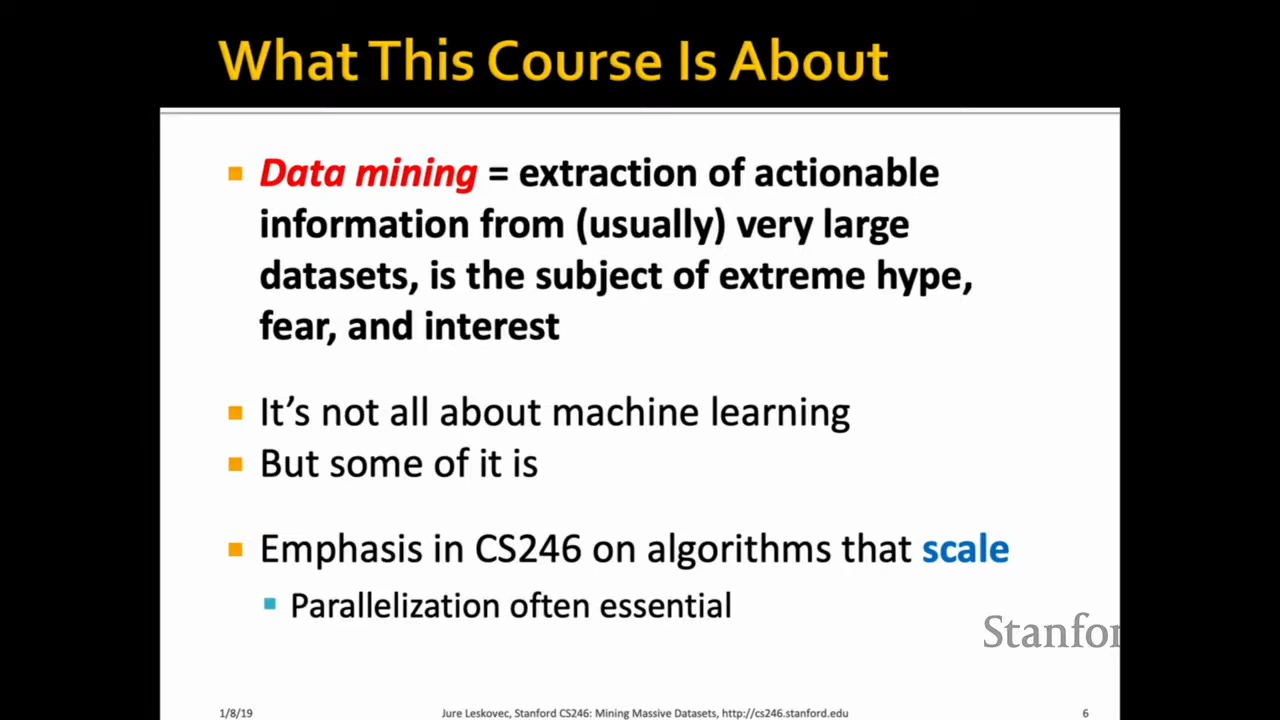 What This Course Is About
Data mining = extraction of actionable
information from (usually) very large
datasets, is the subject of extreme hype,
fear, and interest
It's not all about machine learning
But some of it is
Emphasis in CS246 on algorithms that scale
Parallelization often essential
Stanfor
1/8/19 Jure Leskovec, Stanford CS246: Mining Massive Datasets, http://cs246.stanford.edu 6